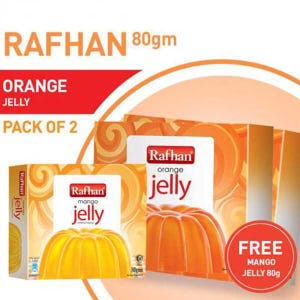 RAFHAN 80gm
ORANGE
JELLY
PACK OF 2
Rafhan
orange
jelly
Rafhan
mango
jelly
FREE
MANGO
JELLY 80g